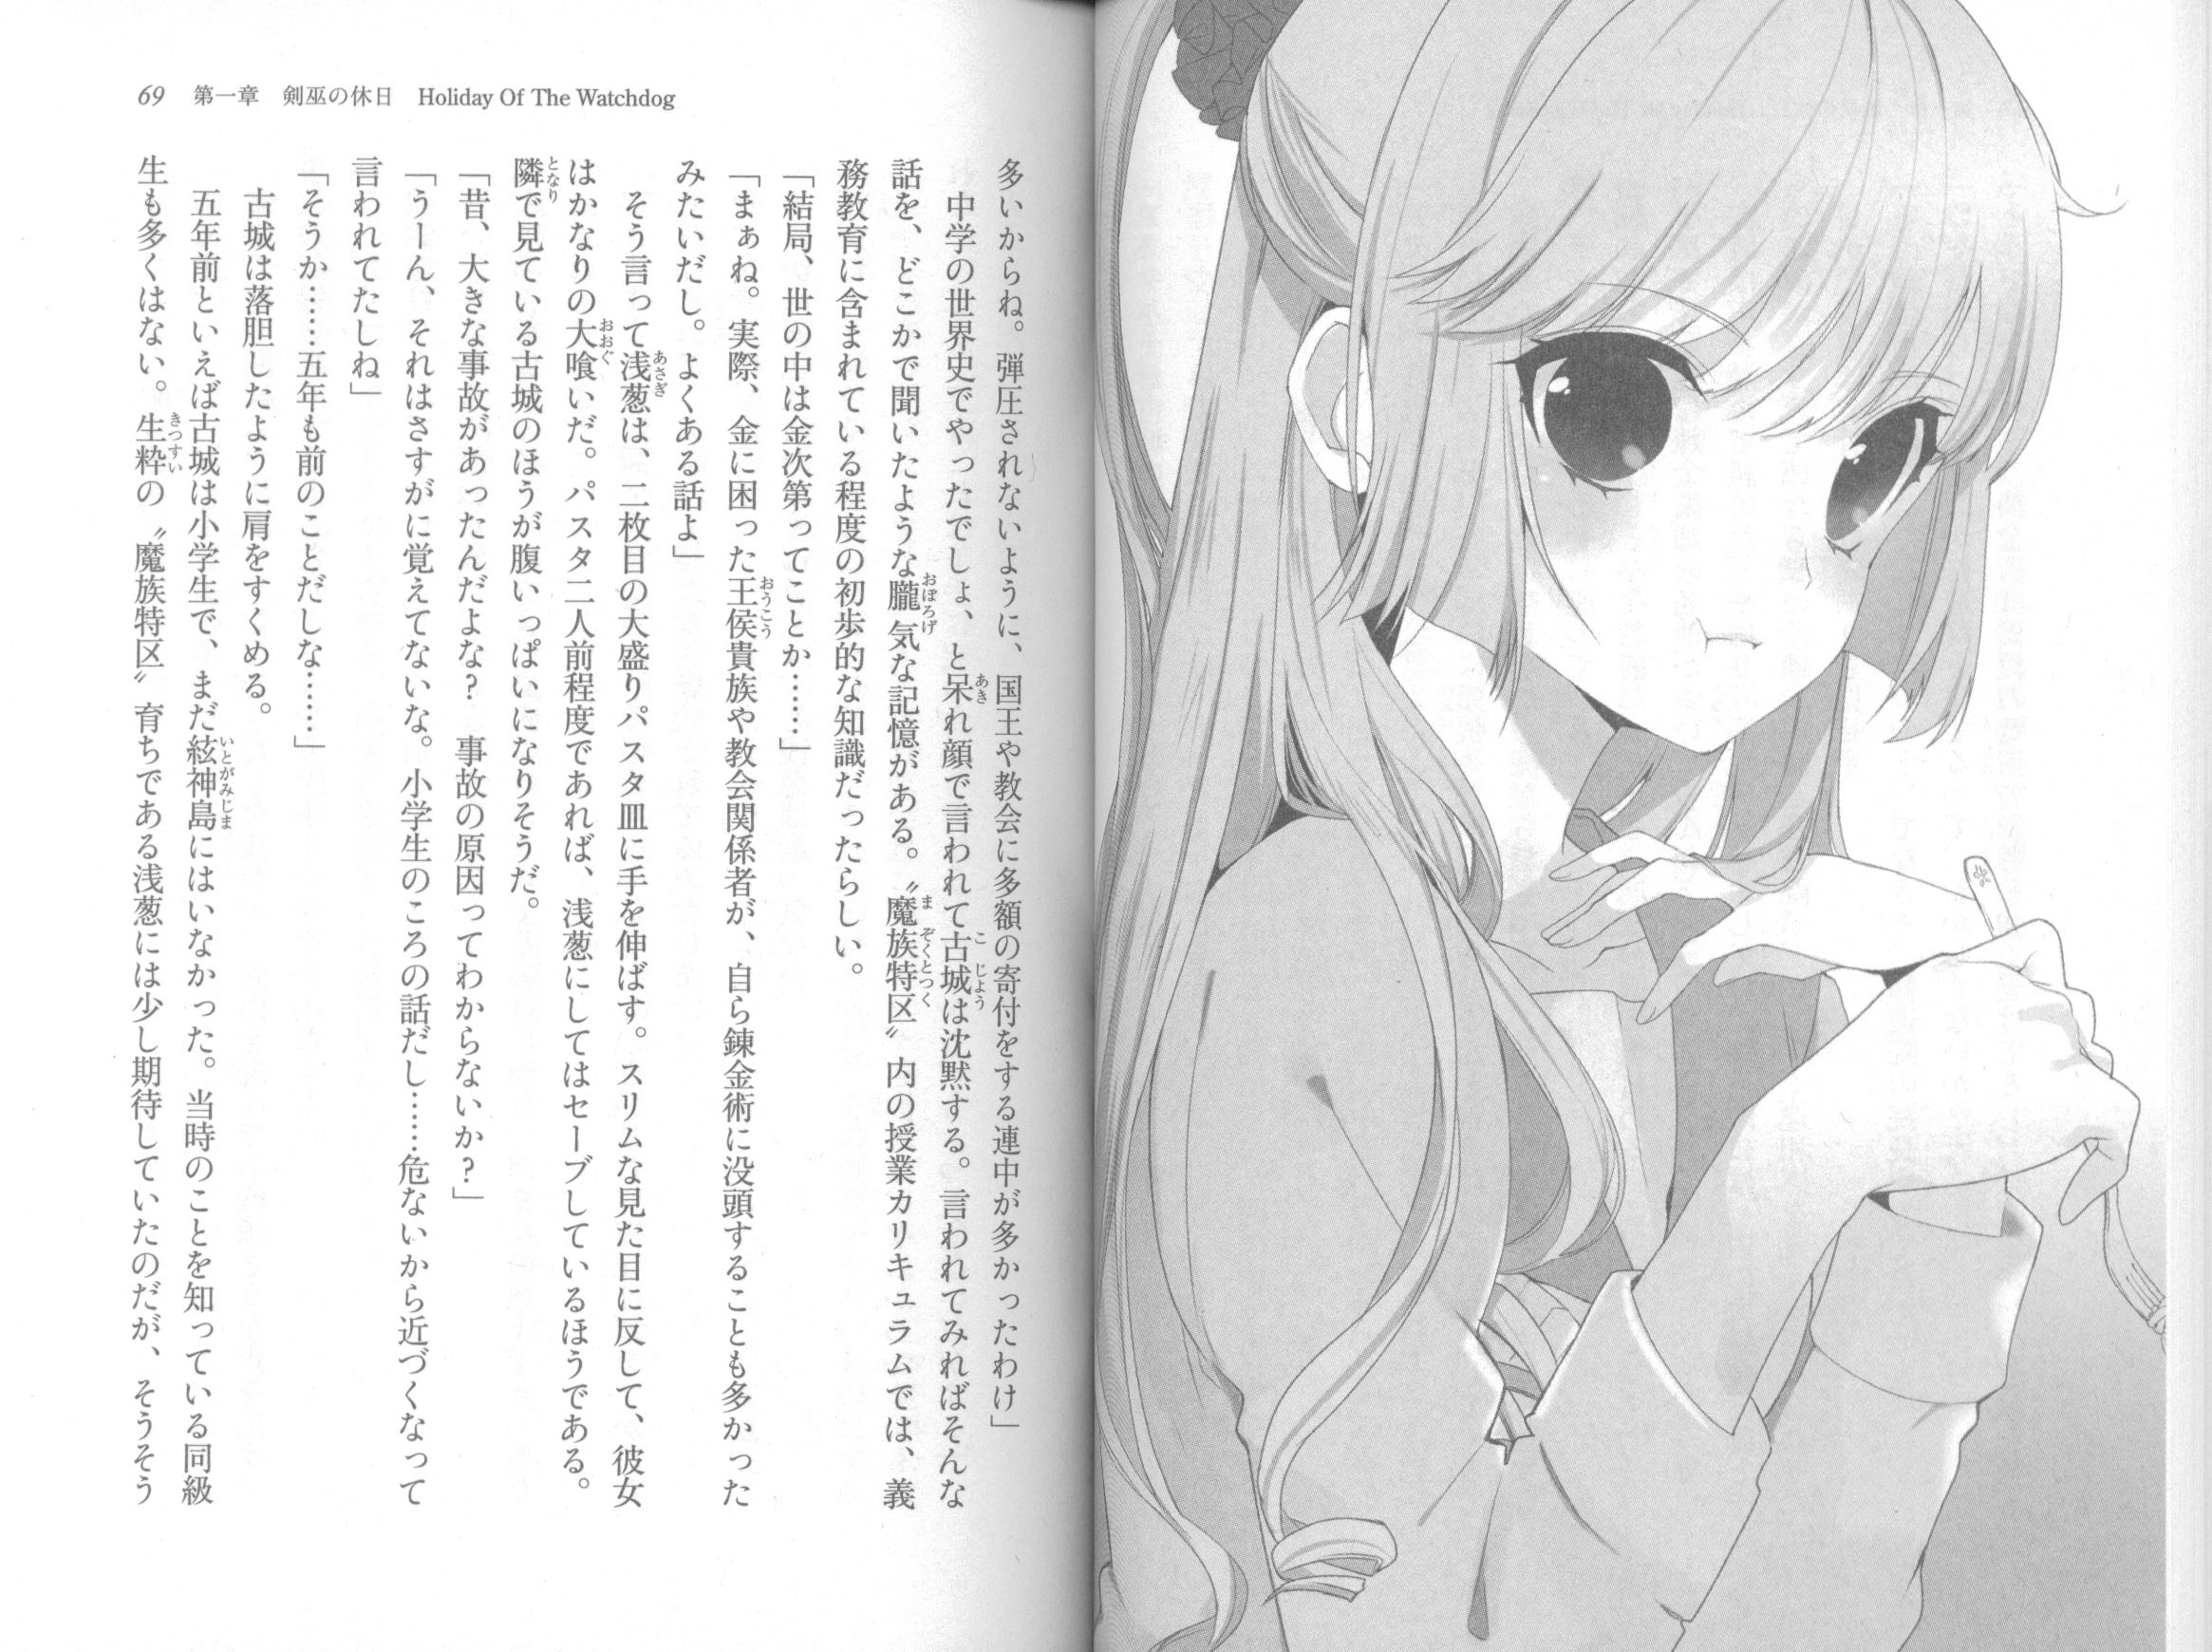 69 第一章 剣巫の休日 Holiday Of The Watchdog
多いからね。弾圧されないように、国王や教会に多額の寄付をする連中が多かったわけ」
　中学の世界史でやったでしょ、と呆れ顔で言われて古城は沈黙する。言われてみればそんな
話を、どこかで聞いたような朧気な記憶がある。〝魔族特区〟内の授業カリキュラムでは、義
務教育に含まれている程度の初歩的な知識だったらしい。
「結局、世の中は金次第ってことか……」
「まぁね。実際、金に困った王侯貴族や教会関係者が、自ら錬金術に没頭することも多かった
みたいだし。よくある話よ」
　そう言って浅葱は、二枚目の大盛りパスタ皿に手を伸ばす。スリムな見た目に反して、彼女
はかなりの大喰いだ。パスタ二人前程度であれば、浅葱にしてはセーブしているほうである。
隣で見ている古城のほうが腹いっぱいになりそうだ。
「昔、大きな事故があったんだよな？　事故の原因ってわからないか？」
「うーん、それはさすがに覚えてないな。小学生のころの話だし……危ないから近づくなって
言われてたしね」
「そうか……五年も前のことだしな……」
　古城は落胆したように肩をすくめる。
　五年前といえば古城は小学生で、まだ絃神島にはいなかった。当時のことを知っている同級
生も多くはない。生粋の〝魔族特区〟育ちである浅葱には少し期待していたのだが、そうそう